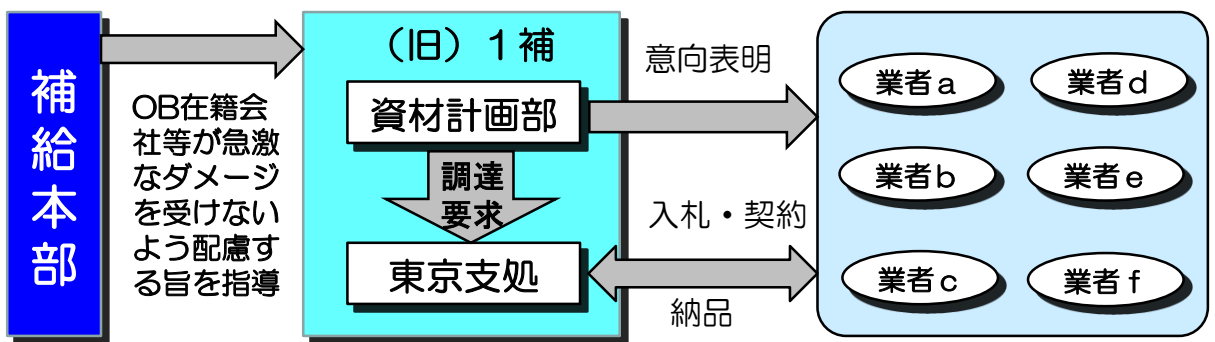 補給本部
OB在籍会
社等が急激
なダメージ
を受けない
よう配慮す
る旨を指導
（旧）１補
資材計画部
調達
要求
東京支処
意向表明
入札・契約
納品
業者ａ
業者ｄ
業者ｂ
業者ｅ
業者ｃ
業者ｆ